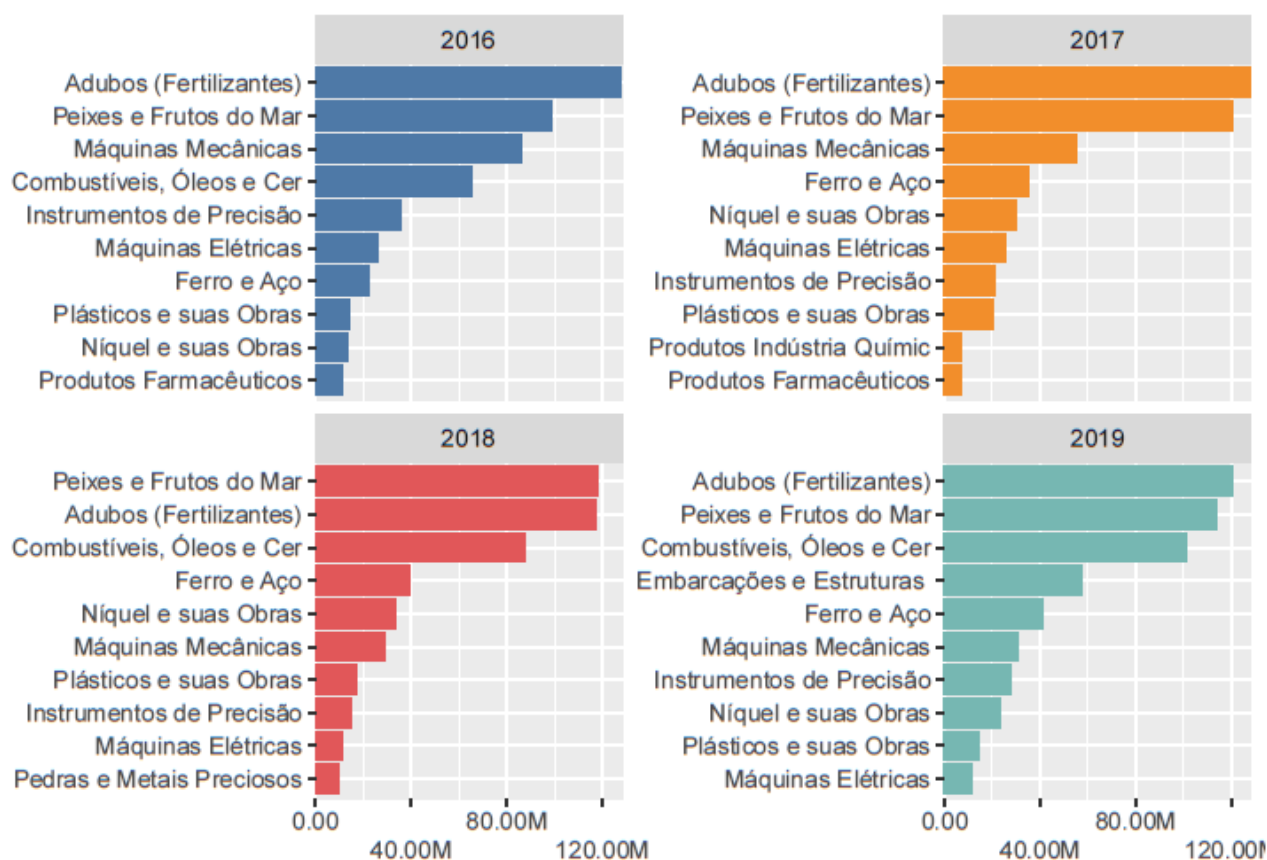 2016
Adubos (Fertilizantes)
Peixes e Frutos do Mar
Máquinas Mecânicas
Combustíveis, Óleos e Cer
Instrumentos de Precisão
Máquinas Elétricas
Ferro e Aço
Plásticos e suas Obras
Níquel e suas Obras
Produtos Farmacêuticos
2017
Adubos (Fertilizantes)
Peixes e Frutos do Mar
Máquinas Mecânicas
Ferro e Aço
Níquel e suas Obras
Máquinas Elétricas
Instrumentos de Precisão
Plásticos e suas Obras
Produtos Indústria Químic
Produtos Farmacêuticos
2018
Peixes e Frutos do Mar
Adubos (Fertilizantes)
Combustíveis, Óleos e Cer
Ferro e Aço
Níquel e suas Obras
Máquinas Mecânicas
Plásticos e suas Obras
Instrumentos de Precisão
Máquinas Elétricas
Pedras e Metais Preciosos
0.00 80.00M
40.00M 120.00M
2019
Adubos (Fertilizantes)
Peixes e Frutos do Mar
Combustíveis, Óleos e Cer
Embarcações e Estruturas
Ferro e Aço
Máquinas Mecânicas
Instrumentos de Precisão
Níquel e suas Obras
Plásticos e suas Obras
Máquinas Elétricas
0.00 80.00M
40.00M 120.00M